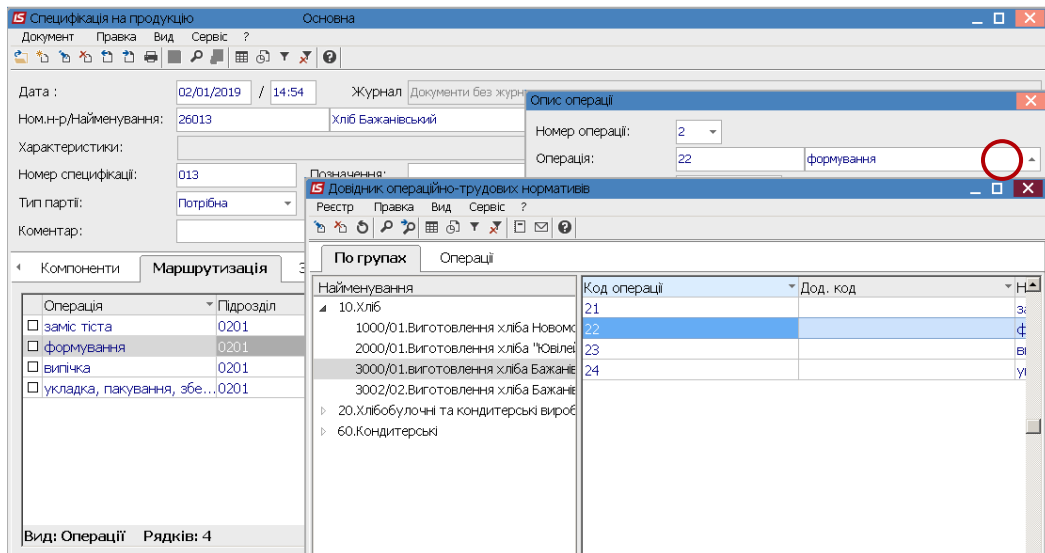 Специфікація на продукцію Основна
Документ Правка Вид Сервіс ?
Дата : 02/01/2019 / 14:54 Журнал Документи без журн
Ном.н-р/Найменування: 26013 Хліб Бажанівський
Характеристики:
Номер специфікації: 013 Позначення:
Тип партії: Потрібна
Коментар:
Компоненти Маршрутизація
Операція Підрозділ
заміс тіста 0201
формування 0201
випічка 0201
укладка, пакування, збе... 0201
Вид: Операції Рядків: 4
Опис операції
Номер операції: 2
Операція: 22 формування
Довідник операційно-трудових нормативів
Реєстр Правка Вид Сервіс ?
По групах Операції
Найменування
10.Хліб
1000/01.Виготовлення хліба Новомо
2000/01.Виготовлення хліба "Ювілей
3000/01.виготовлення хліба Бажанів
3002/02.Виготовлення хліба Бажанів
20.Хлібобулочні та кондитерські вироб
60.Кондитерські
Код операції Дод. код
21
22
23
24